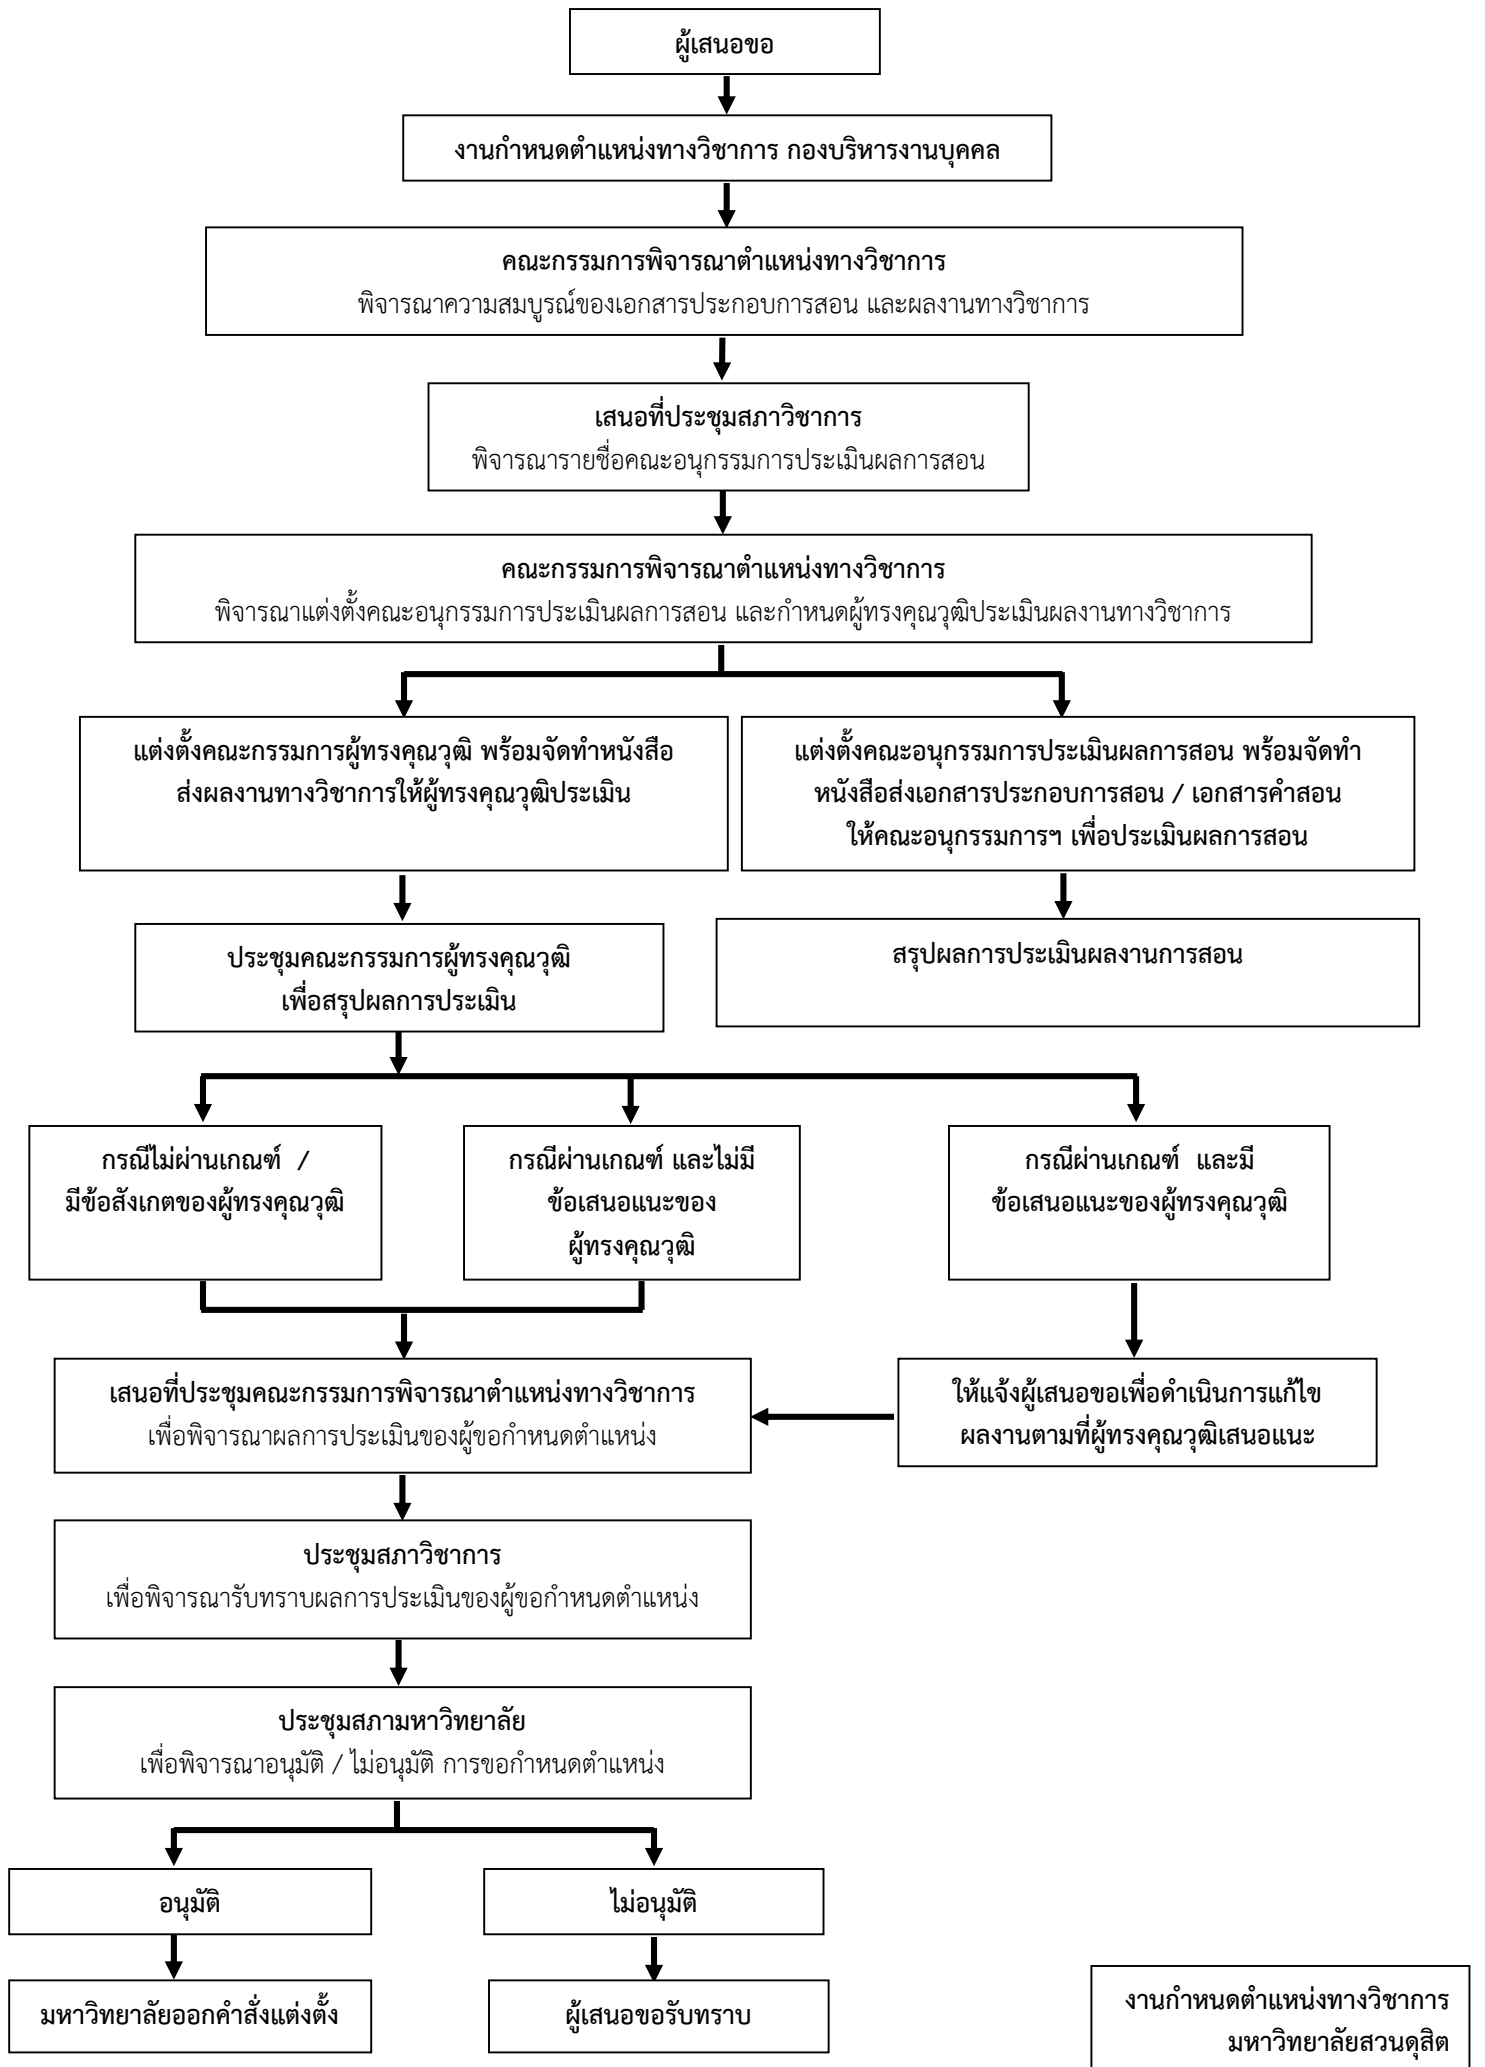 ผู้เสนอขอ
งานกำหนดตำแหน่งทางวิชาการ กองบริหารงานบุคคล
คณะกรรมการพิจารณาตำแหน่งทางวิชาการ
พิจารณาความสมบูรณ์ของเอกสารประกอบการสอน และผลงานทางวิชาการ
เสนอที่ประชุมสภาวิชาการ
พิจารณารายชื่อคณะอนุกรรมการประเมินผลการสอน
คณะกรรมการพิจารณาตำแหน่งทางวิชาการ
พิจารณาแต่งตั้งคณะอนุกรรมการประเมินผลการสอน และกำหนดผู้ทรงคุณวุฒิประเมินผลงานทางวิชาการ
แต่งตั้งคณะกรรมการผู้ทรงคุณวุฒิ พร้อมจัดทำหนังสือ
ส่งผลงานทางวิชาการให้ผู้ทรงคุณวุฒิประเมิน
แต่งตั้งคณะอนุกรรมการประเมินผลการสอน พร้อมจัดทำ
หนังสือส่งเอกสารประกอบการสอน / เอกสารคำสอน
ให้คณะอนุกรรมการฯ เพื่อประเมินผลการสอน
ประชุมคณะกรรมการผู้ทรงคุณวุฒิ
เพื่อสรุปผลการประเมิน
สรุปผลการประเมินผลงานการสอน
กรณีไม่ผ่านเกณฑ์ /
มีข้อสังเกตของผู้ทรงคุณวุฒิ
กรณีผ่านเกณฑ์ และไม่มี
ข้อเสนอแนะของ
ผู้ทรงคุณวุฒิ
กรณีผ่านเกณฑ์ และมี
ข้อเสนอแนะของผู้ทรงคุณวุฒิ
เสนอที่ประชุมคณะกรรมการพิจารณาตำแหน่งทางวิชาการ
เพื่อพิจารณาผลการประเมินของผู้ขอกำหนดตำแหน่ง
ให้แจ้งผู้เสนอขอเพื่อดำเนินการแก้ไข
ผลงานตามที่ผู้ทรงคุณวุฒิเสนอแนะ
ประชุมสภาวิชาการ
เพื่อพิจารณารับทราบผลการประเมินของผู้ขอกำหนดตำแหน่ง
ประชุมสภามหาวิทยาลัย
เพื่อพิจารณาอนุมัติ / ไม่อนุมัติ การขอกำหนดตำแหน่ง
อนุมัติ
ไม่อนุมัติ
มหาวิทยาลัยออกคำสั่งแต่งตั้ง
ผู้เสนอขอรับทราบ
งานกำหนดตำแหน่งทางวิชาการ
มหาวิทยาลัยสวนดุสิต